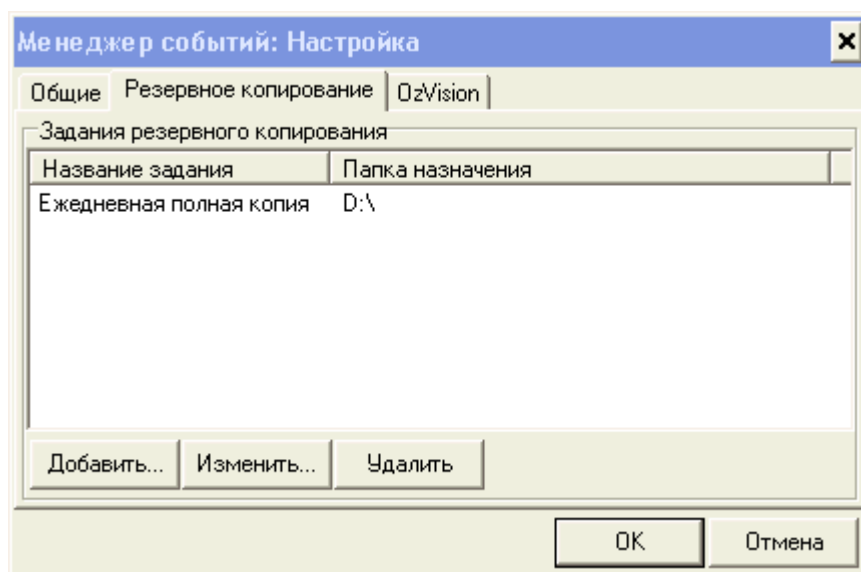 Менеджер событий: Настройка
Общие Резервное копирование OzVision
Задания резервного копирования
Название задания Папка назначения
Ежедневная полная копия D:\
Добавить... Изменить... Удалить
OK Отмена